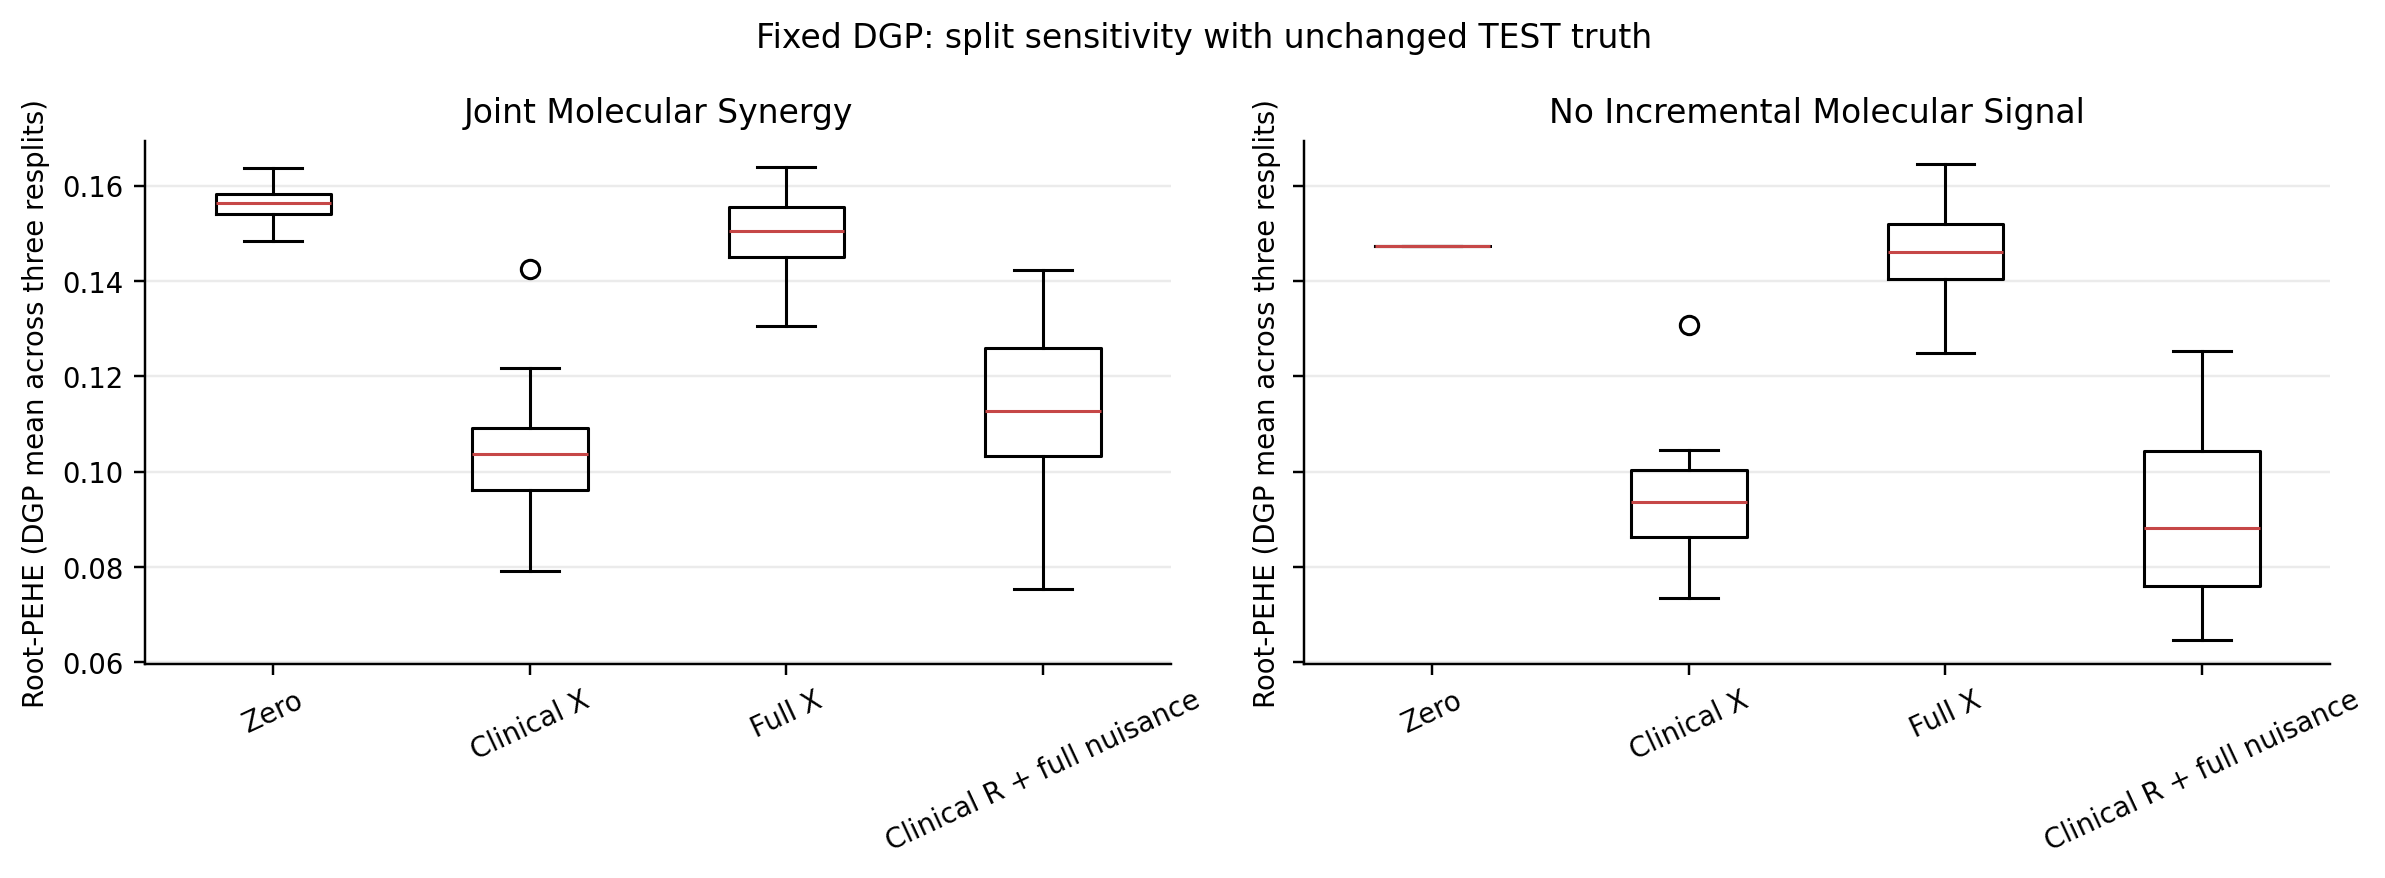 Fixed DGP: split sensitivity with unchanged TEST truth
Joint Molecular Synergy
Root-PEHE (DGP mean across three resplits)
0.16
0.14
0.12
0.10
0.08
0.06
Zero
Clinical X
Full X
Clinical R + full nuisance
No Incremental Molecular Signal
Root-PEHE (DGP mean across three resplits)
Zero
Clinical X
Full X
Clinical R + full nuisance